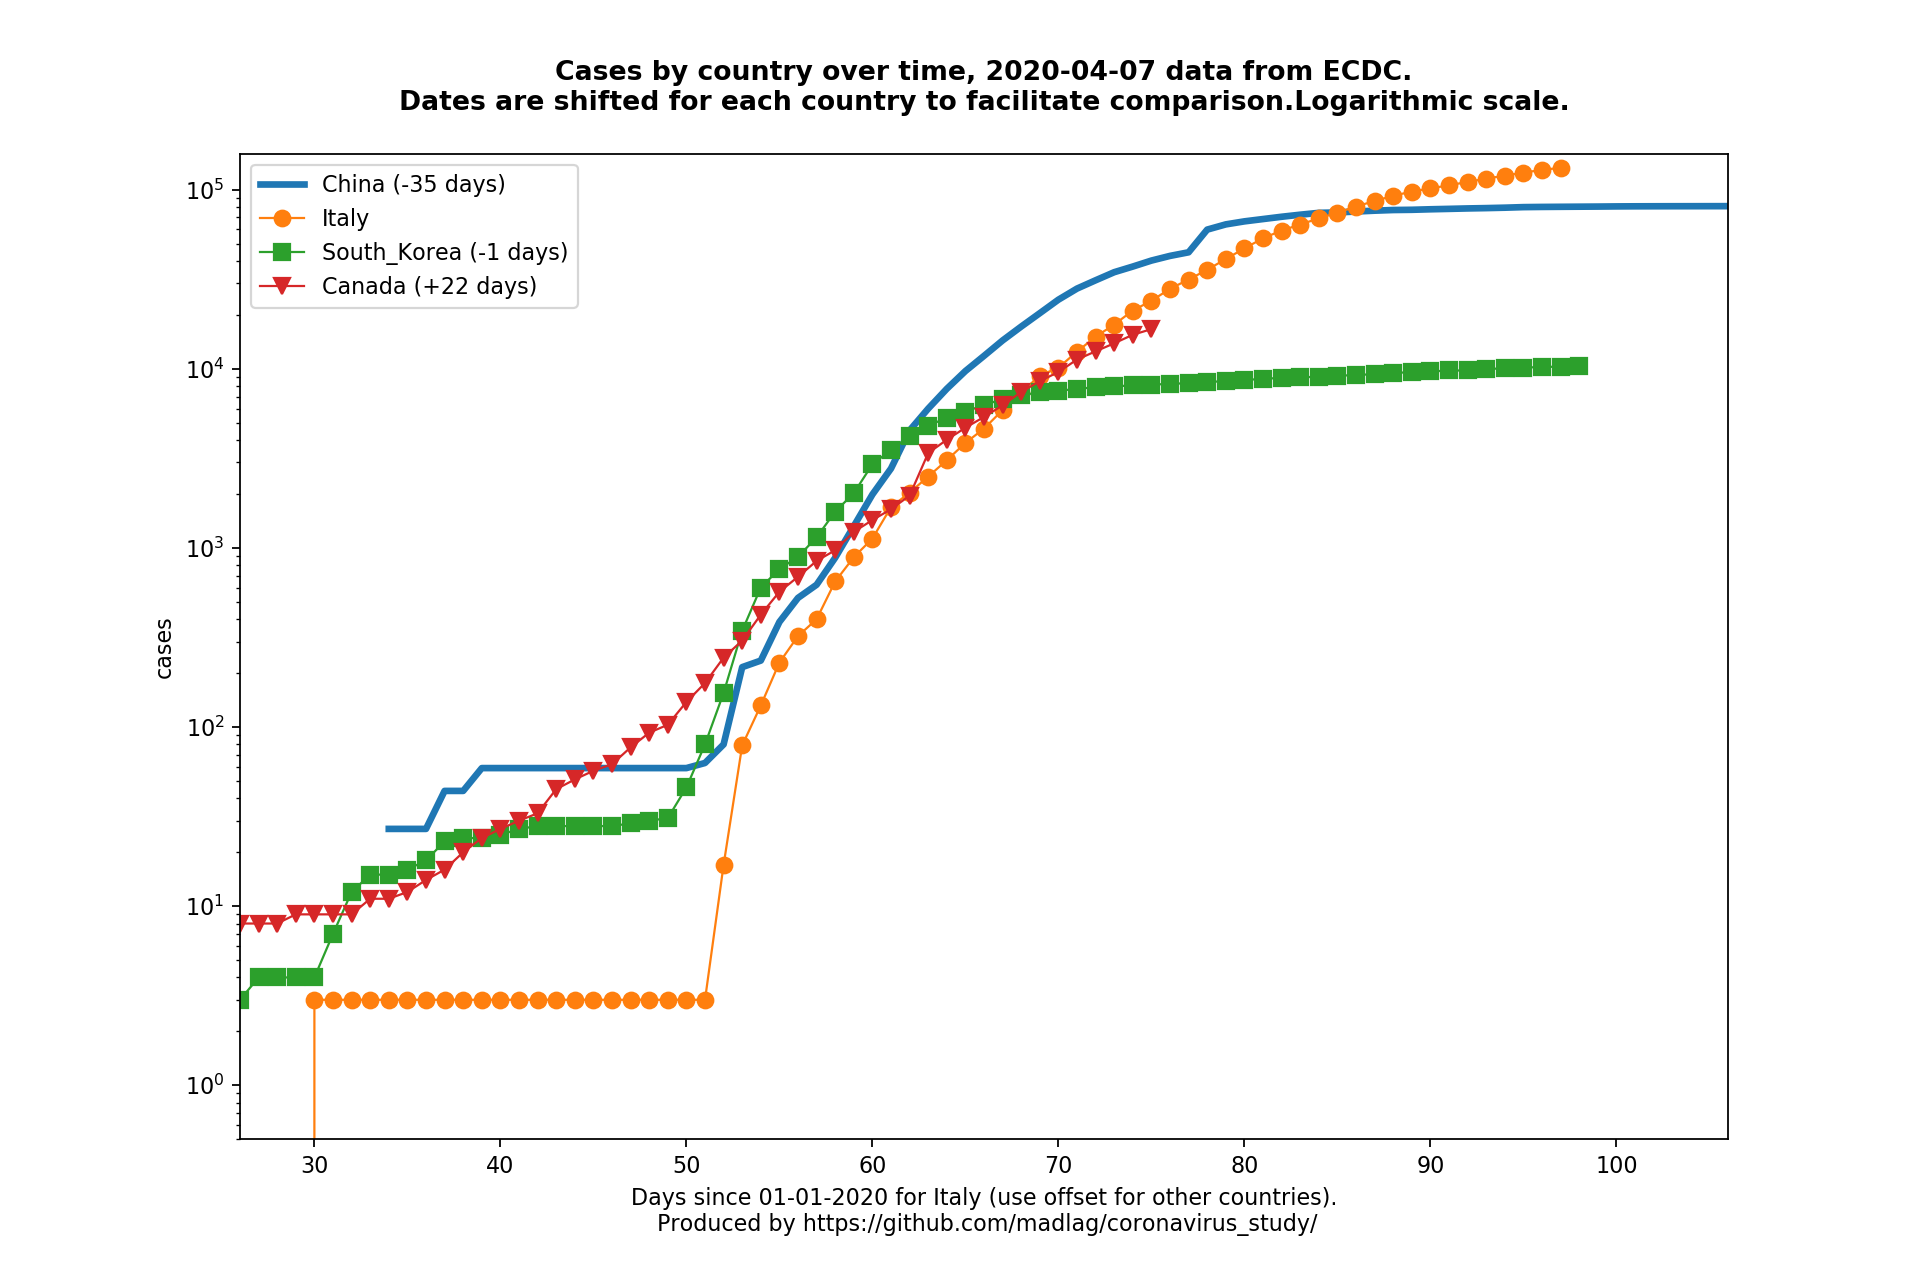 Cases by country over time, 2020-04-07 data from ECDC.
Dates are shifted for each country to facilitate comparison.Logarithmic scale.
China (-35 days)
Italy
South_Korea (-1 days)
Canada (+22 days)
10⁵
10⁴
10³
10²
10¹
10⁰
cases
30 40 50 60 70 80 90 100
Days since 01-01-2020 for Italy (use offset for other countries).
Produced by https://github.com/madlag/coronavirus_study/